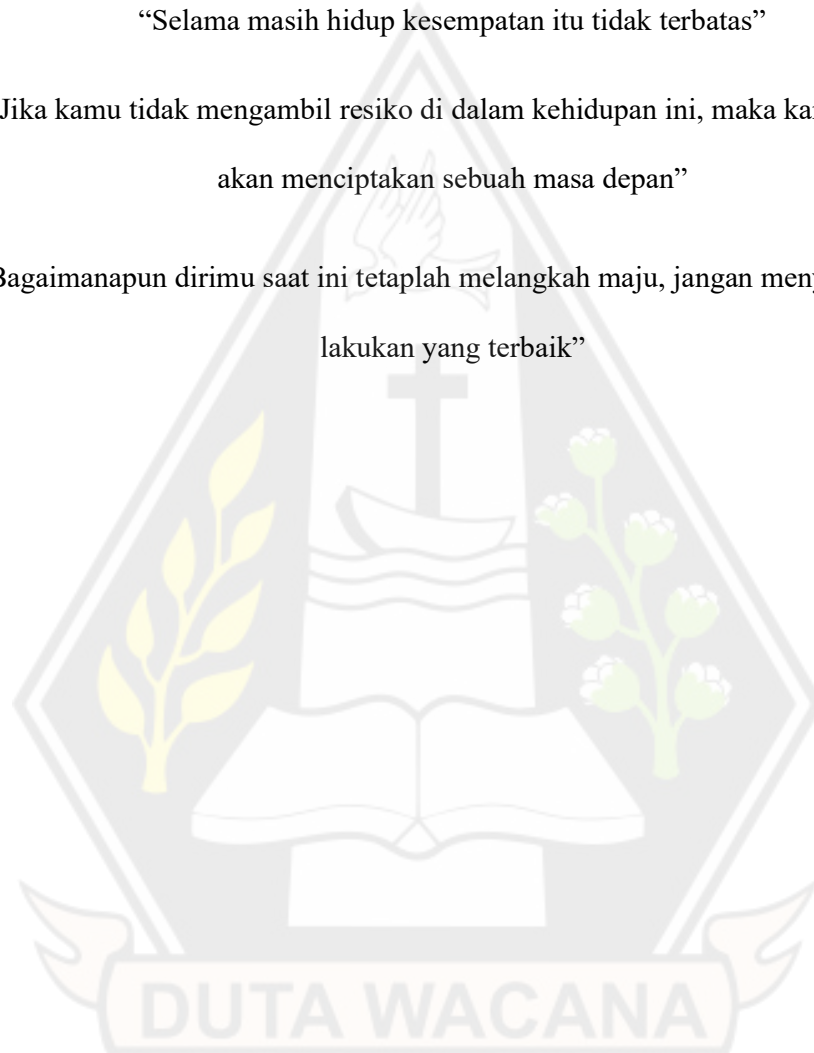 “Selama masih hidup kesempatan itu tidak terbatas”
Jika kamu tidak mengambil resiko di dalam kehidupan ini, maka
akan menciptakan sebuah masa depan”
Bagaimanapun dirimu saat ini tetaplah melangkah maju, jangan
lakukan yang terbaik”
DUTA WACANA